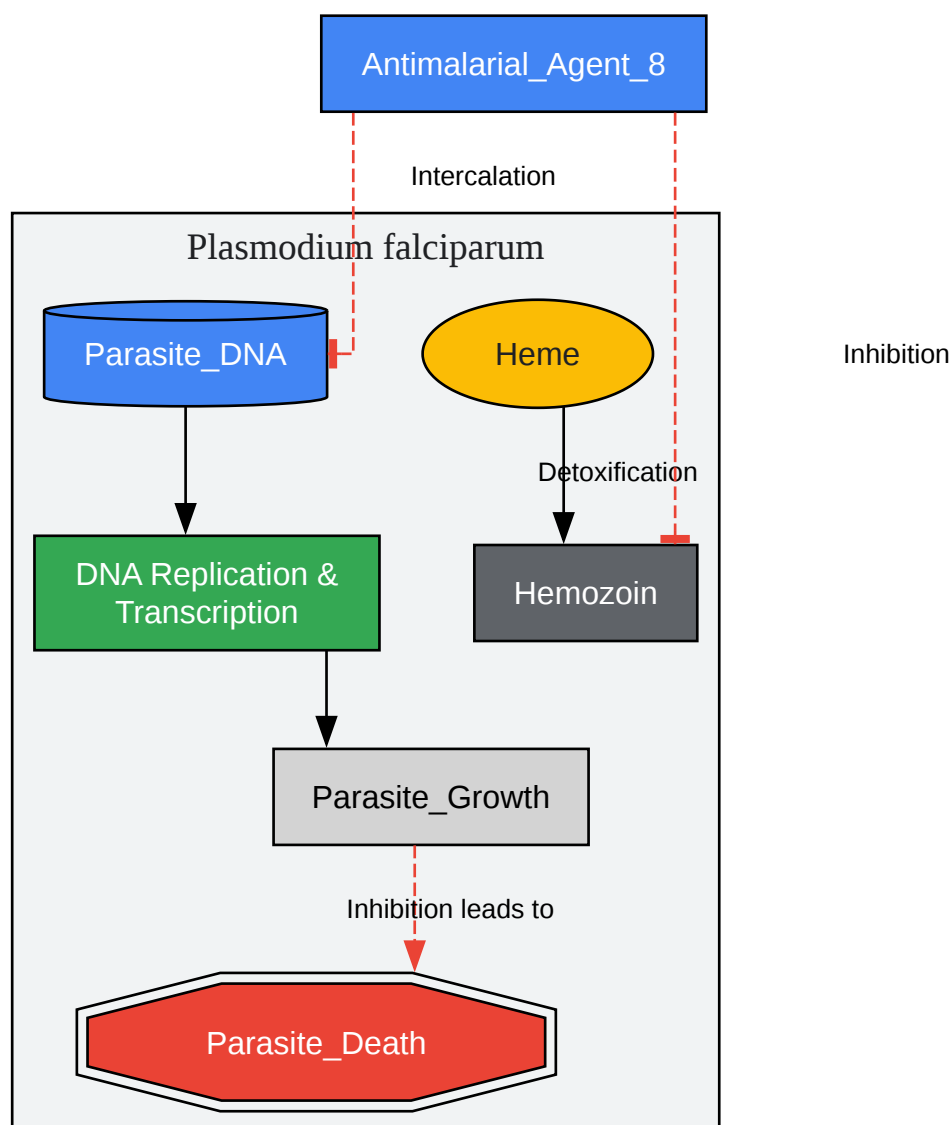 Antimalarial_Agent_8
Intercalation
Plasmodium falciparum
Parasite_DNA
Heme
Inhibition
Detoxification
DNA Replication &
Transcription
Hemozoin
Parasite_Growth
Inhibition leads to
Parasite_Death